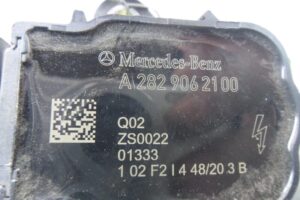 Mercedes-Benz
A 282 906 21 00
Q02
ZS0022
01333
1 02 F2 I 4 48/20 3 B